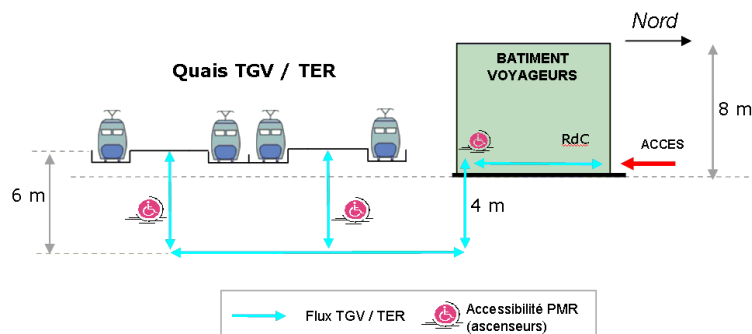 Nord
BATIMENT
VOYAGEURS
Quais TGV / TER
8 m
RdC
ACCES
6 m
4 m
Flux TGV / TER
Accessibilité PMR
(ascenseurs)